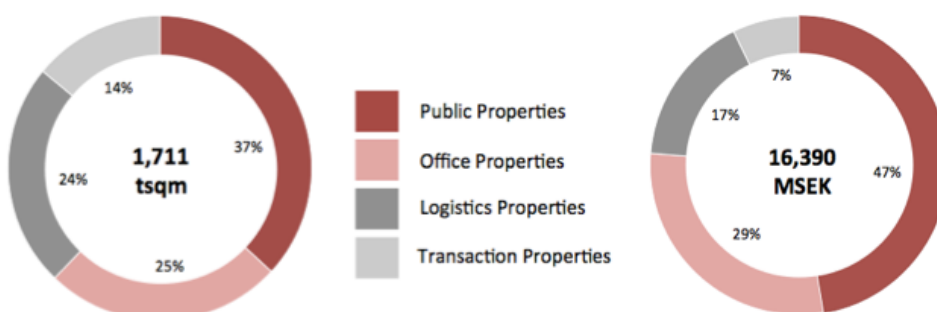 14%
37%
1,711
tsqm
24%
25%
Public Properties
Office Properties
Logistics Properties
Transaction Properties
7%
17%
16,390
MSEK
47%
29%